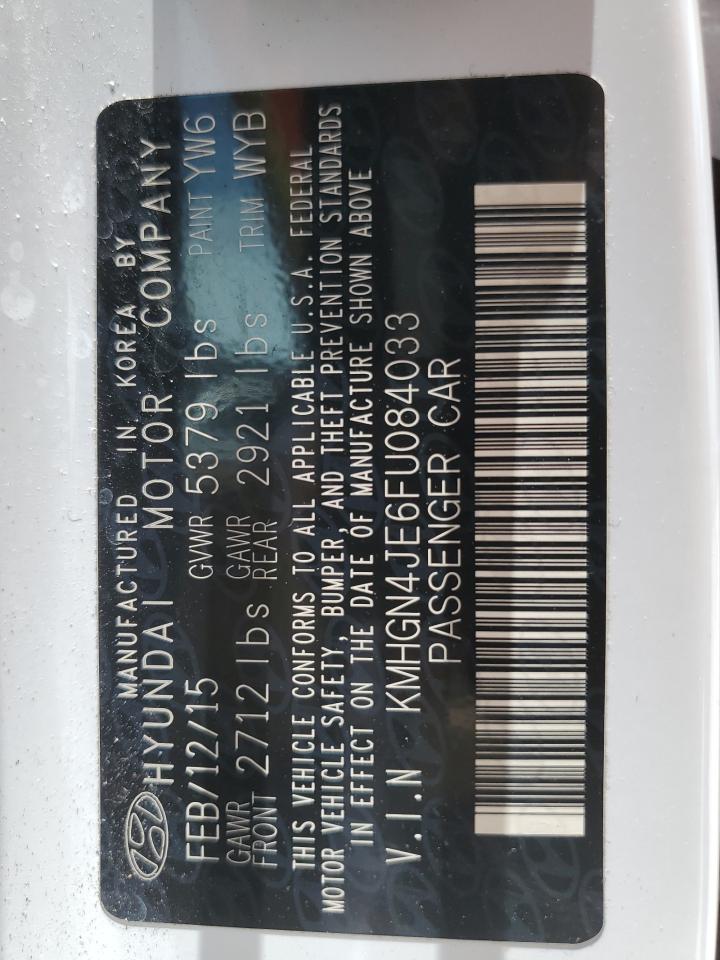 MANUFACTURED IN KOREA BY
HYUNDAI MOTOR COMPANY
FEB/12/15 GVWR 5379 lbs PAINT YW6
GAWR FRONT 2712 lbs GAWR REAR 2921 lbs TRIM WYB
THIS VEHICLE CONFORMS TO ALL APPLICABLE U.S.A. FEDERAL
MOTOR VEHICLE SAFETY, BUMPER, AND THEFT PREVENTION STANDARDS
IN EFFECT ON THE DATE OF MANUFACTURE SHOWN ABOVE
V.I.N KMHGN4JE6FU084033
PASSENGER CAR